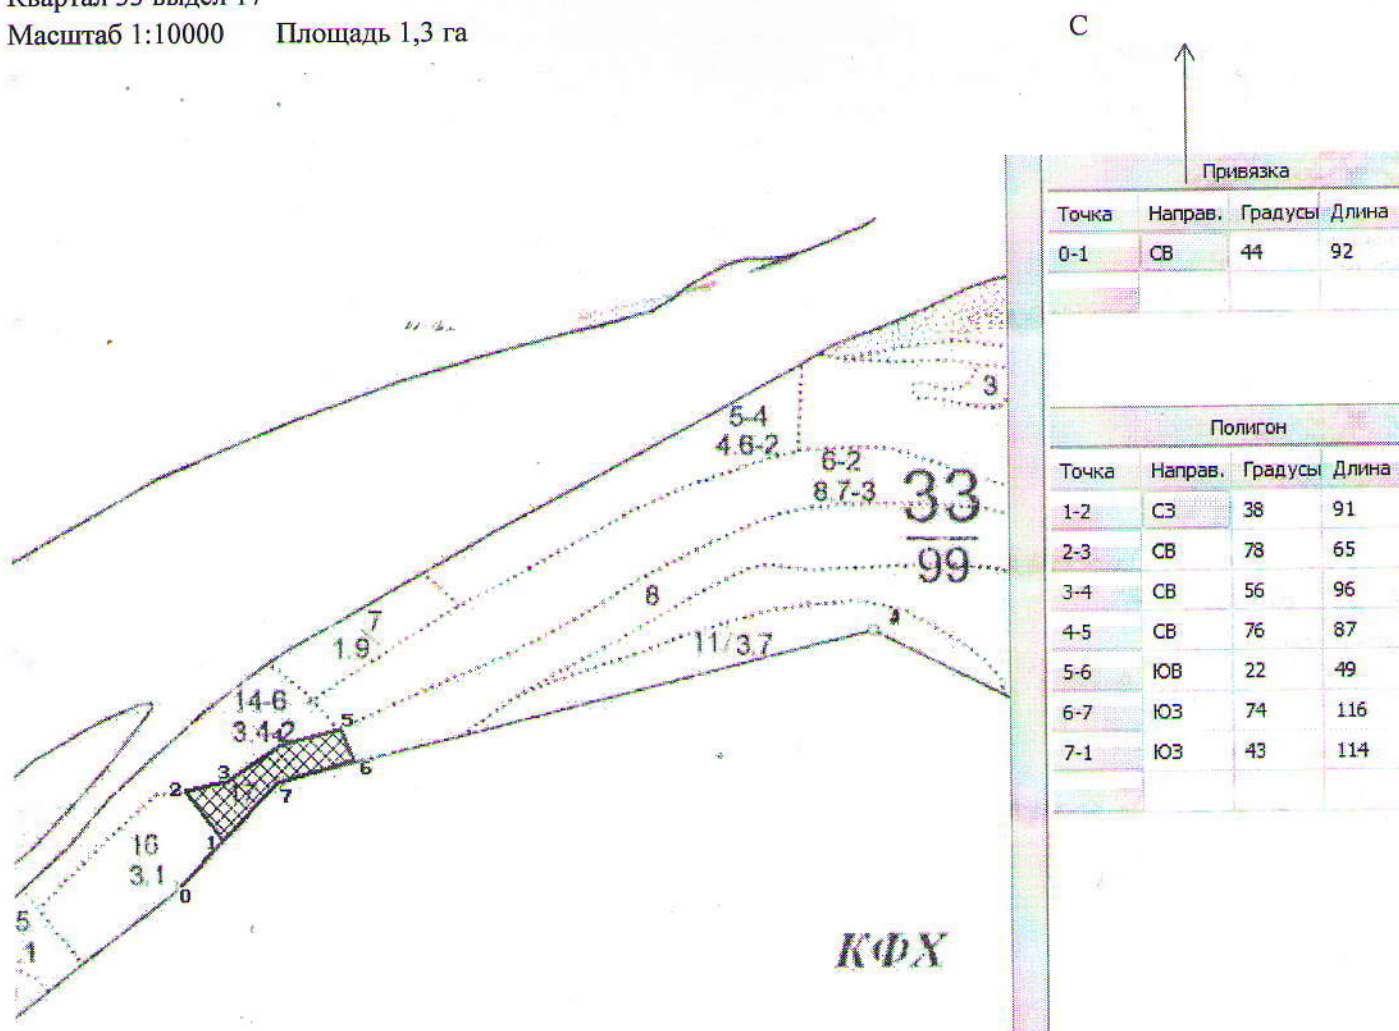 Квартал 33 выдел 17
Масштаб 1:10000 Площадь 1,3 га
С
Привязка
Точка Направ. Градусы Длина
0-1 СВ 44 92
Полигон
Точка Направ. Градусы Длина
1-2 СЗ 38 91
2-3 СВ 78 65
3-4 СВ 56 96
4-5 СВ 76 87
5-6 ЮВ 22 49
6-7 ЮЗ 74 116
7-1 ЮЗ 43 114
3
5-4
4.6-2
6-2
8.7-3
33
99
8
7
1.9
11/3.7
14-6
3.4-2
5
6
3
2
17
7
1
16
3.1
0
5
.1
КФХ